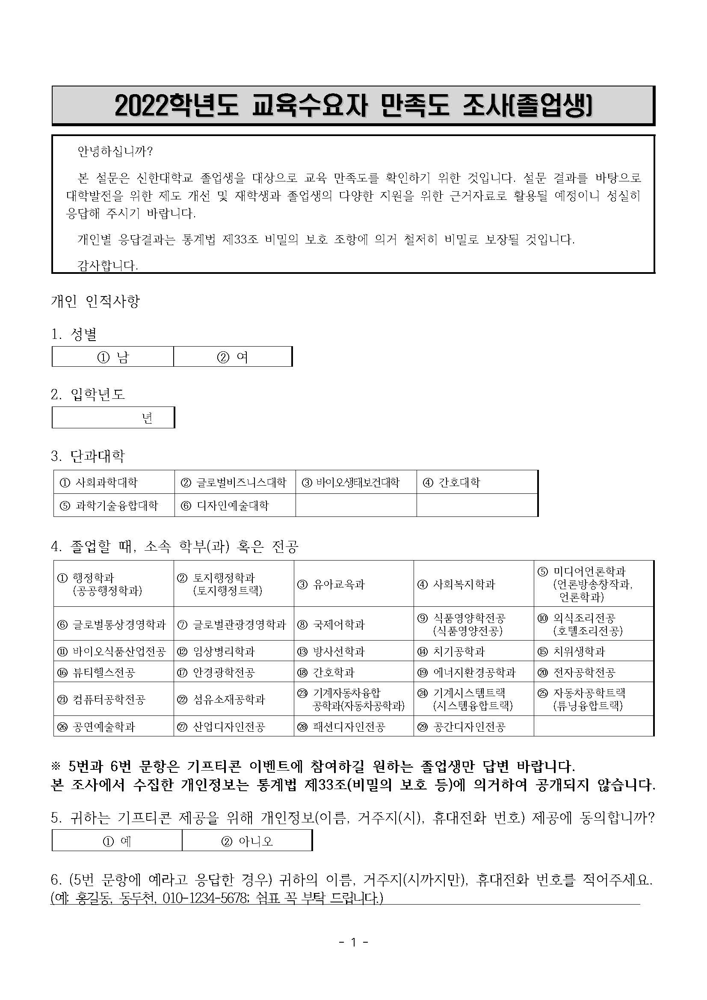 2022학년도 교육수요자 만족도 조사(졸업생)
안녕하십니까?
본 설문은 신한대학교 졸업생을 대상으로 교육 만족도를 확인하기 위한 것입니다. 설문 결과를 바탕으로
대학발전을 위한 제도 개선 및 재학생과 졸업생의 다양한 지원을 위한 근거자료로 활용될 예정이니 성실히
응답해 주시기 바랍니다.
개인별 응답결과는 통계법 제33조 비밀의 보호 조항에 의거 철저히 비밀로 보장될 것입니다.
감사합니다.
개인 인적사항
1. 성별
① 남 ② 여
2. 입학년도
년
3. 단과대학
① 사회과학대학 ② 글로벌비즈니스대학 ③ 바이오생태보건대학 ④ 간호대학
⑤ 과학기술융합대학 ⑥ 디자인예술대학
4. 졸업할 때, 소속 학부(과) 혹은 전공
① 행정학과
(공공행정학과)
② 토지행정학과
(토지행정트랙)
③ 유아교육과
④ 사회복지학과
⑤ 미디어언론학과
(언론방송창작과,
언론학과)
⑥ 글로벌통상경영학과
⑦ 글로벌관광경영학과
⑧ 국제어학과
⑨ 식품영양학전공
(식품영양전공)
⑩ 외식조리전공
(호텔조리전공)
⑪ 바이오식품산업전공 ⑫ 임상병리학과 ⑬ 방사선학과 ⑭ 치기공학과 ⑮ 치위생학과
⑯ 뷰티헬스전공 ⑰ 안경광학전공 ⑱ 간호학과 ⑲ 에너지환경공학과 ⑳ 전자공학전공
㉑ 컴퓨터공학전공
㉒ 섬유소재공학과
㉓ 기계자동차융합
공학과(자동차공학과)
㉔ 기계시스템트랙
(시스템융합트랙)
㉕ 자동차공학트랙
(튜닝융합트랙)
㉖ 공연예술학과 ㉗ 산업디자인전공 ㉘ 패션디자인전공 ㉙ 공간디자인전공
※ 5번과 6번 문항은 기프티콘 이벤트에 참여하길 원하는 졸업생만 답변 바랍니다.
본 조사에서 수집한 개인정보는 통계법 제33조(비밀의 보호 등)에 의거하여 공개되지 않습니다.
5. 귀하는 기프티콘 제공을 위해 개인정보(이름, 거주지(시), 휴대전화 번호) 제공에 동의합니까?
① 예 ② 아니오
6. (5번 문항에 예라고 응답한 경우) 귀하의 이름, 거주지(시까지만), 휴대전화 번호를 적어주세요.
(예: 홍길동, 동두천, 010-1234-5678; 쉼표 꼭 부탁 드립니다.)
- 1 -